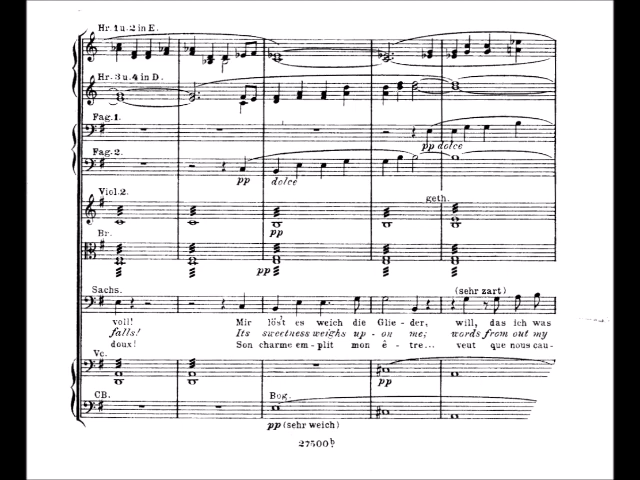 Hr. 1 u. 2 in E.
Hr. 3 u. 4 in D.
Fag. 1.
pp dolce
Fag. 2.
pp dolce
geth.
Viol. 2.
pp
Br.
pp
Sachs. (sehr zart)
voll! Mir löst es weich die Glie - der, will, das ich was
falls! Its sweetness weighs up - on me; words from out my
doux! Son charme em - plit mon ê - tre... veut que nous cau-
Vc.
pp
CB. Bog.
pp (sehr weich)
27500 b